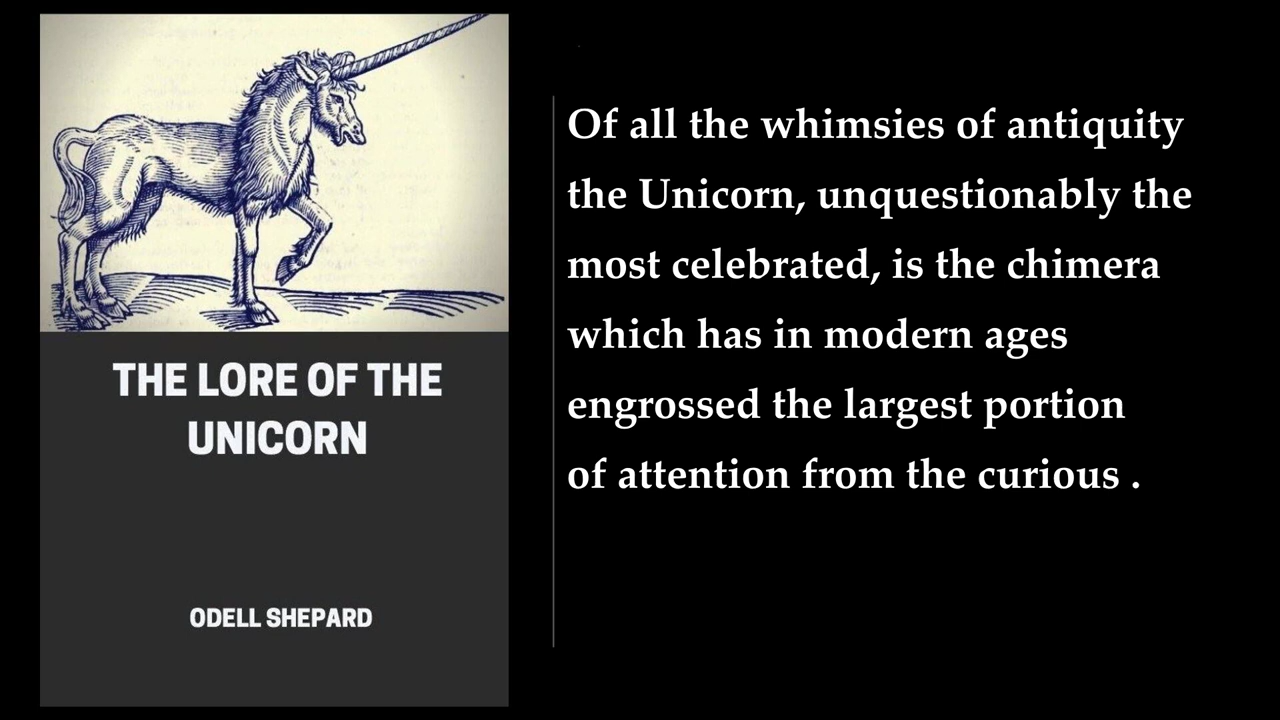 THE LORE OF THE
UNICORN
ODELL SHEPARD
Of all the whimsies of antiquity
the Unicorn, unquestionably the
most celebrated, is the chimera
which has in modern ages
engrossed the largest portion
of attention from the curious .